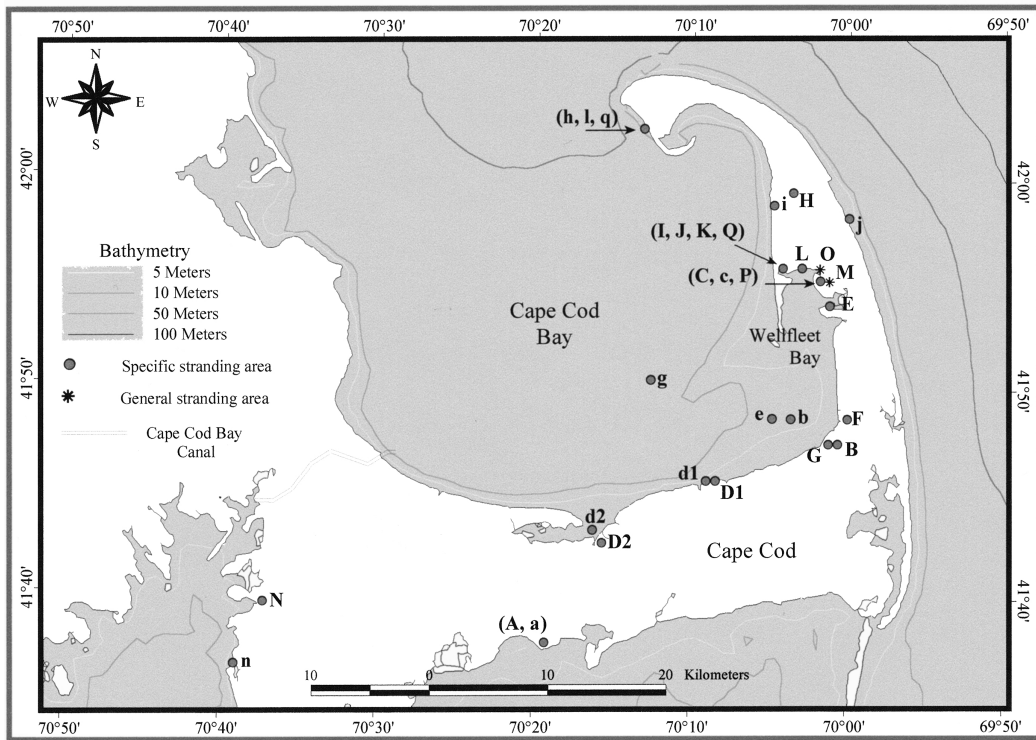 70°50' 70°40' 70°30' 70°20' 70°10' 70°00' 69°50'
N
W E
S
42°00' 42°00'
(h, l, q)
H
i
j
(I, J, K, Q)
L O
(C, c, P) M
E
Bathymetry
5 Meters
10 Meters
50 Meters
100 Meters
Cape Cod
Bay
Wellfleet
Bay
Specific stranding area
General stranding area
Cape Cod Bay
Canal
41°50' 41°50'
g
e b F
G B
d1 D1
d2
D2
Cape Cod
41°40' 41°40'
N
(A, a)
n
10 0 10 20 Kilometers
70°50' 70°40' 70°30' 70°20' 70°10' 70°00' 69°50'